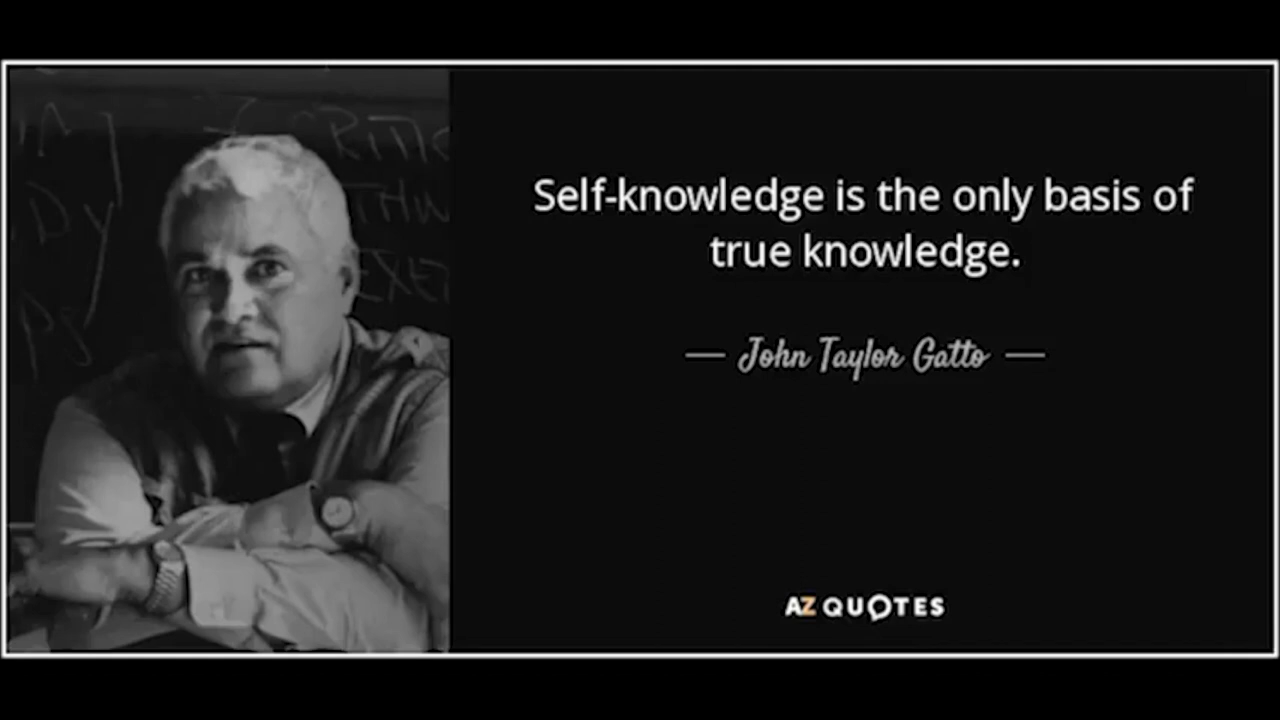 Self-knowledge is the only basis of
true knowledge.
— John Taylor Gatto —
AZ QUOTES